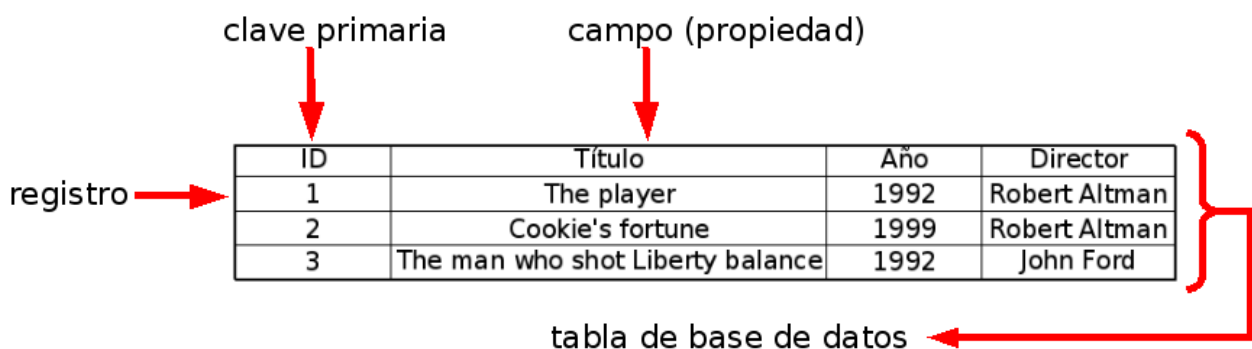 clave primaria campo (propiedad)
ID Título Año Director
registro 1 The player 1992 Robert Altman
2 Cookie's fortune 1999 Robert Altman
3 The man who shot Liberty balance 1992 John Ford
tabla de base de datos